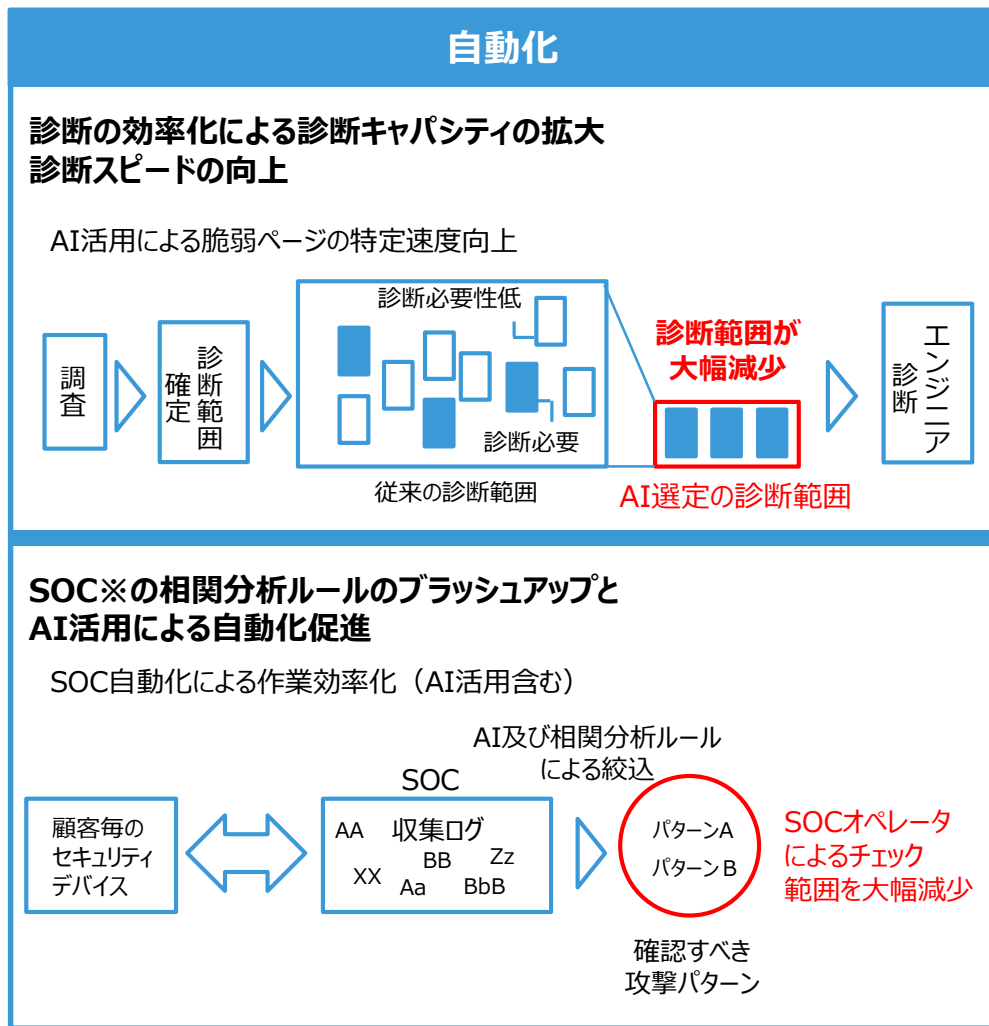 自動化
診断の効率化による診断キャパシティの拡大
診断スピードの向上
AI活用による脆弱ページの特定速度向上
調査
診断範囲
確定
診断必要性低
診断必要
従来の診断範囲
診断範囲が
大幅減少
AI選定の診断範囲
エンジニア
診断
SOC※の相関分析ルールのブラッシュアップと
AI活用による自動化促進
SOC自動化による作業効率化（AI活用含む）
顧客毎の
セキュリティ
デバイス
SOC
AA 収集ログ
BB Zz
XX Aa BbB
AI及び相関分析ルール
による絞込
パターンA
パターンＢ
確認すべき
攻撃パターン
SOCオペレータ
によるチェック
範囲を大幅減少